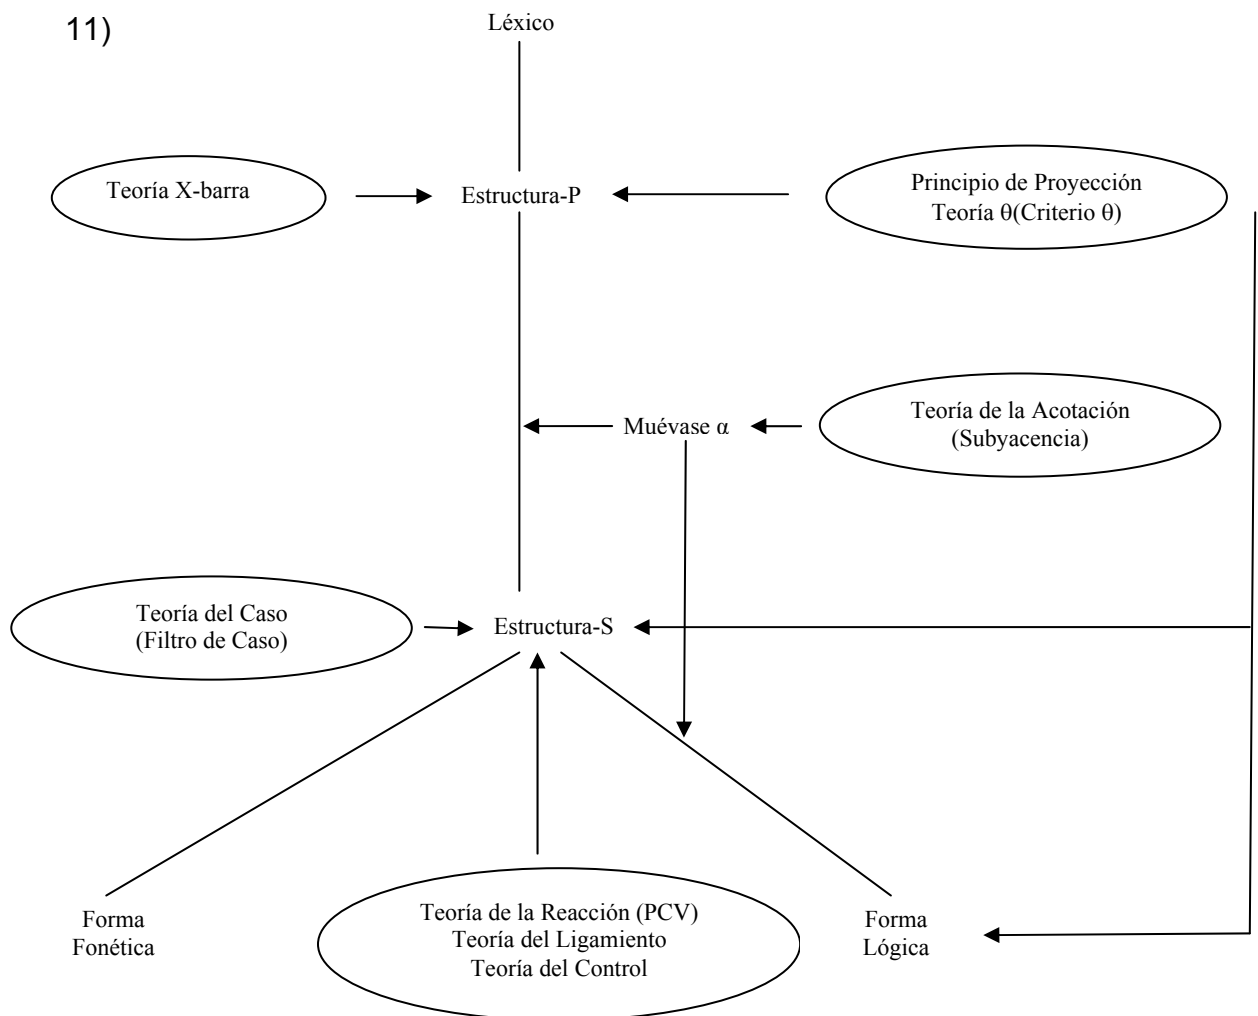 11)
Léxico
Teoría X-barra
Estructura-P
Principio de Proyección
Teoría θ(Criterio θ)
Muévase α
Teoría de la Acotación
(Subyacencia)
Teoría del Caso
(Filtro de Caso)
Estructura-S
Forma
Fonética
Teoría de la Reacción (PCV)
Teoría del Ligamiento
Teoría del Control
Forma
Lógica